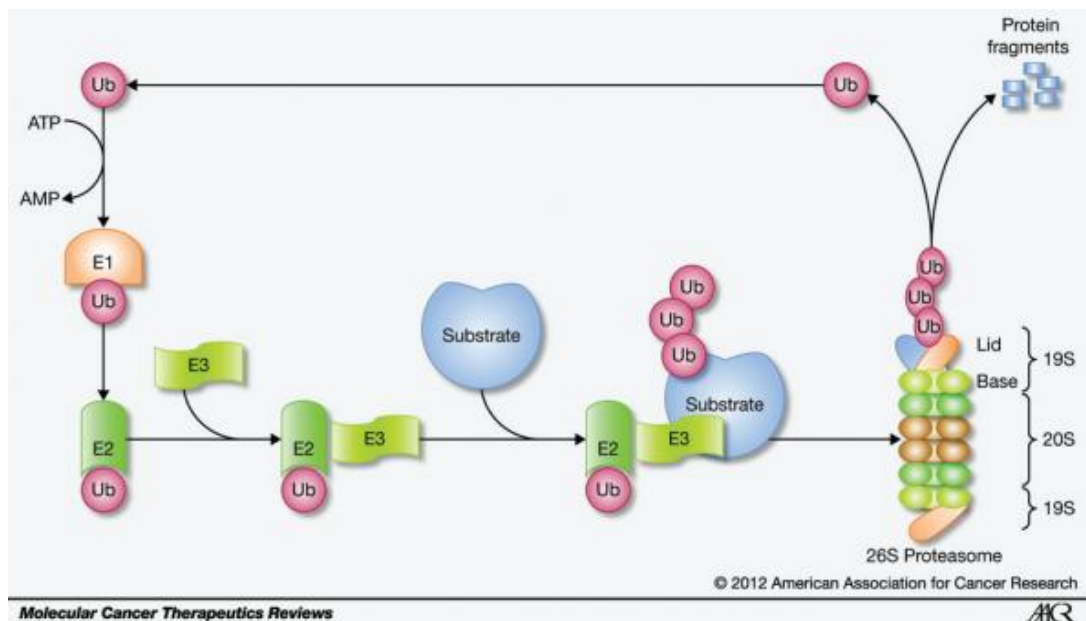 Protein
fragments
Ub
Ub
ATP
AMP
E1
Ub
Ub
Ub
Ub
Ub
Ub
Ub
Substrate
Lid
19S
E3
Base
Substrate
E2
E2
E3
E2
E3
20S
Ub
Ub
Ub
19S
26S Proteasome
© 2012 American Association for Cancer Research
Molecular Cancer Therapeutics Reviews
AACR